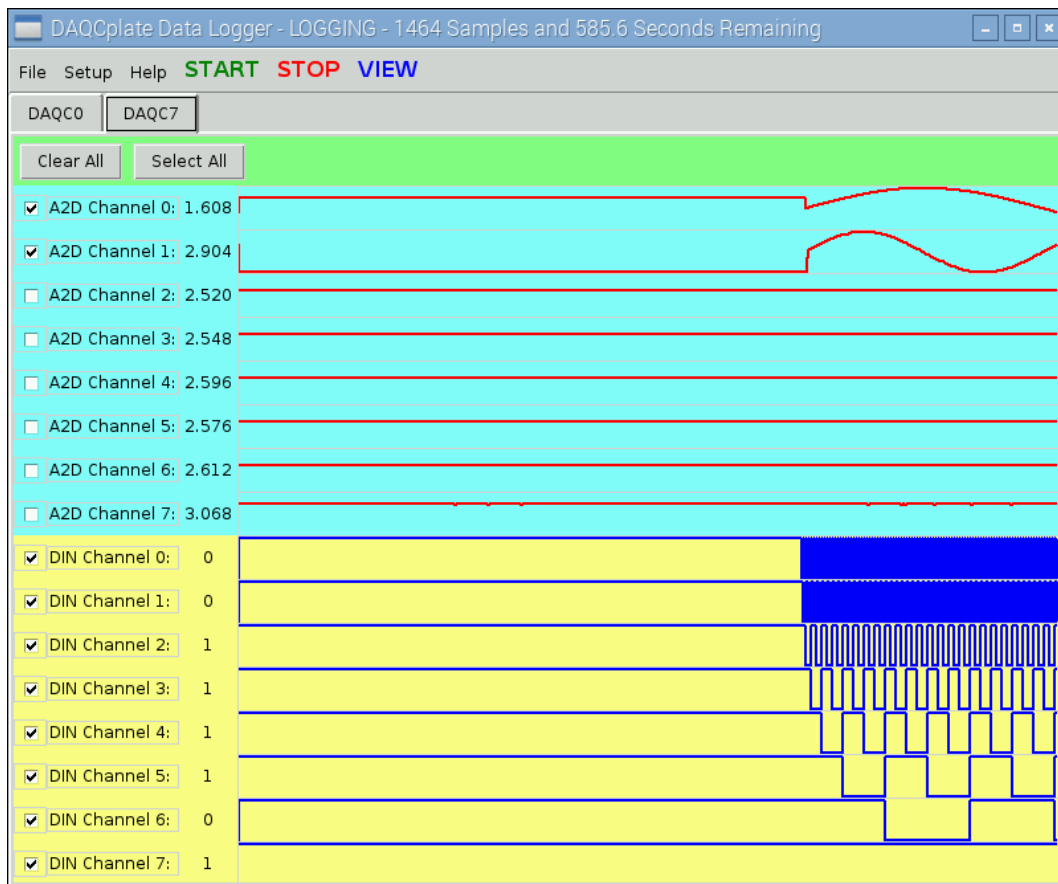 DAQCplate Data Logger - LOGGING - 1464 Samples and 585.6 Seconds Remaining
File Setup Help START STOP VIEW
DAQC0 DAQC7
Clear All Select All
A2D Channel 0: 1.608
A2D Channel 1: 2.904
A2D Channel 2: 2.520
A2D Channel 3: 2.548
A2D Channel 4: 2.596
A2D Channel 5: 2.576
A2D Channel 6: 2.612
A2D Channel 7: 3.068
DIN Channel 0: 0
DIN Channel 1: 0
DIN Channel 2: 1
DIN Channel 3: 1
DIN Channel 4: 1
DIN Channel 5: 1
DIN Channel 6: 0
DIN Channel 7: 1